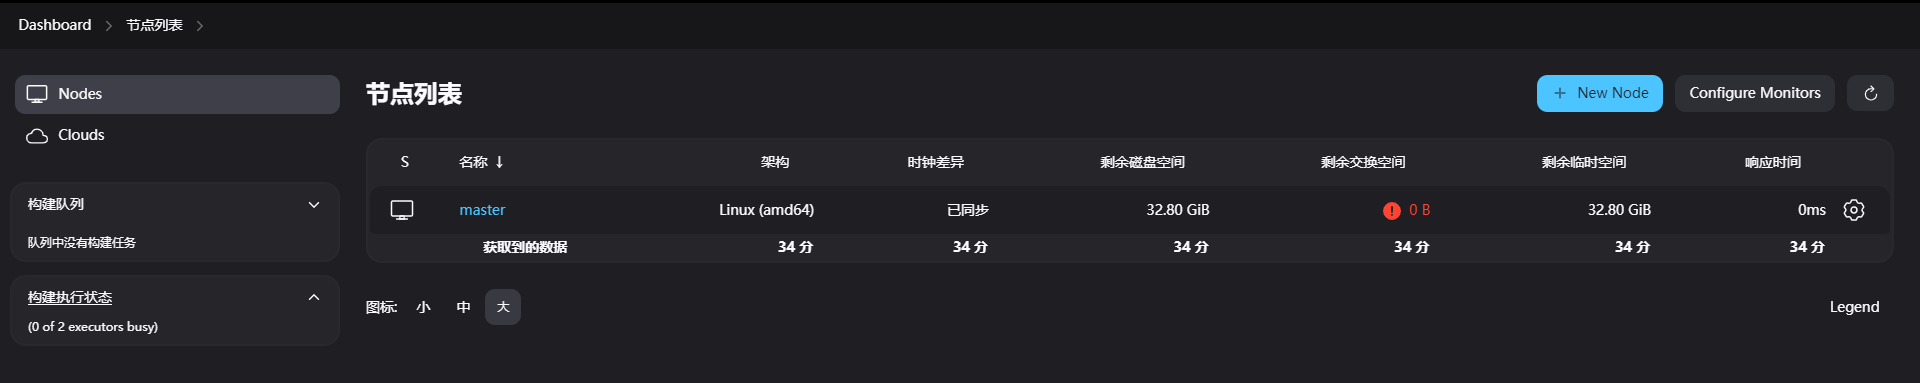 Dashboard > 节点列表 >
Nodes
Clouds
构建队列
队列中没有构建任务
构建执行状态
(0 of 2 executors busy)
节点列表
+ New Node
Configure Monitors
S 名称 ↓ 架构 时钟差异 剩余磁盘空间 剩余交换空间 剩余临时空间 响应时间
master Linux (amd64) 已同步 32.80 GiB 0 B 32.80 GiB 0ms
获取到的数据 34 分 34 分 34 分 34 分 34 分 34 分
图标: 小 中 大
Legend